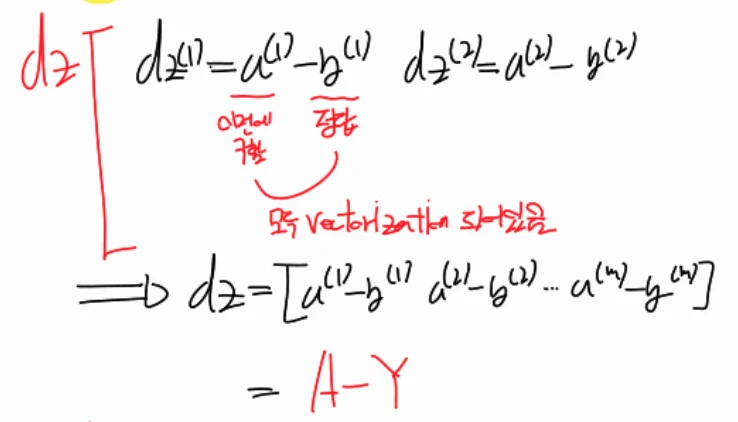 dz
dz⁽¹⁾ = a⁽¹⁾ - y⁽¹⁾ dz⁽²⁾ = a⁽²⁾ - y⁽²⁾
이전에 정답
구함
모두 vectorization 되어있음
⇒ dz = [a⁽¹⁾-y⁽¹⁾ a⁽²⁾-y⁽²⁾ ... a⁽ᵐ⁾-y⁽ᵐ⁾]
= A-Y